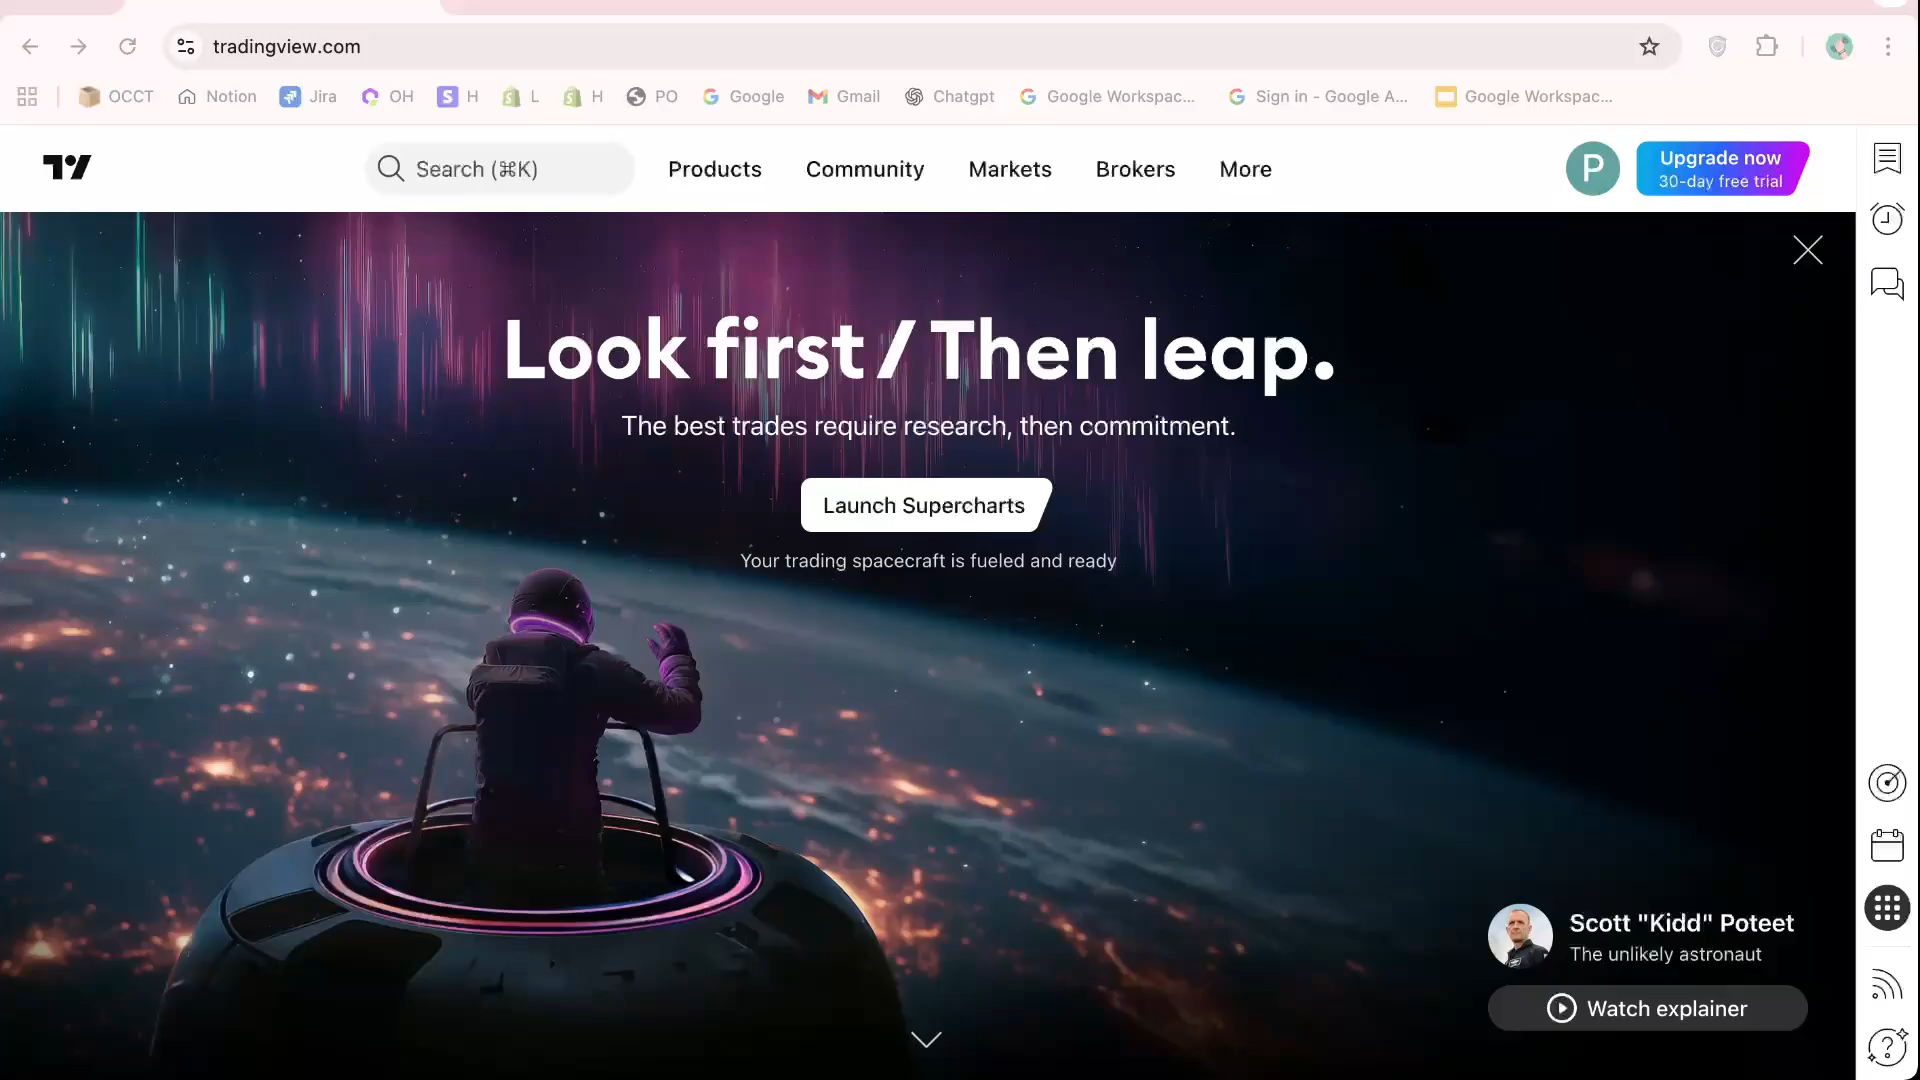 tradingview.com
OCCT Notion Jira OH H L H PO Google Gmail Chatgpt Google Workspac... Sign in - Google A... Google Workspac...
Search (⌘K) Products Community Markets Brokers More P Upgrade now
30-day free trial
Look first / Then leap.
The best trades require research, then commitment.
Launch Supercharts
Your trading spacecraft is fueled and ready
Scott "Kidd" Poteet
The unlikely astronaut
Watch explainer